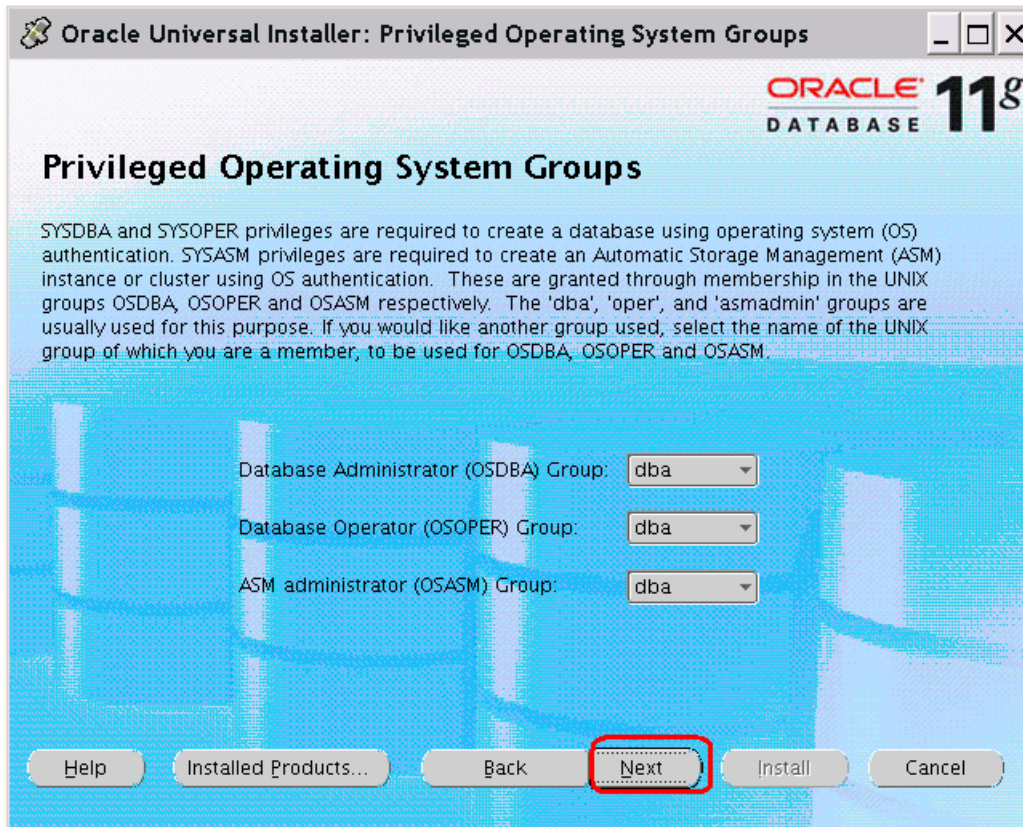 Oracle Universal Installer: Privileged Operating System Groups
ORACLE 11g
DATABASE
Privileged Operating System Groups
SYSDBA and SYSOPER privileges are required to create a database using operating system (OS)
authentication. SYSASM privileges are required to create an Automatic Storage Management (ASM)
instance or cluster using OS authentication.  These are granted through membership in the UNIX
groups OSDBA, OSOPER and OSASM respectively.  The 'dba', 'oper', and 'asmadmin' groups are
usually used for this purpose. If you would like another group used, select the name of the UNIX
group of which you are a member, to be used for OSDBA, OSOPER and OSASM.
Database Administrator (OSDBA) Group: dba
Database Operator (OSOPER) Group: dba
ASM administrator (OSASM) Group: dba
Help Installed Products... Back Next Install Cancel